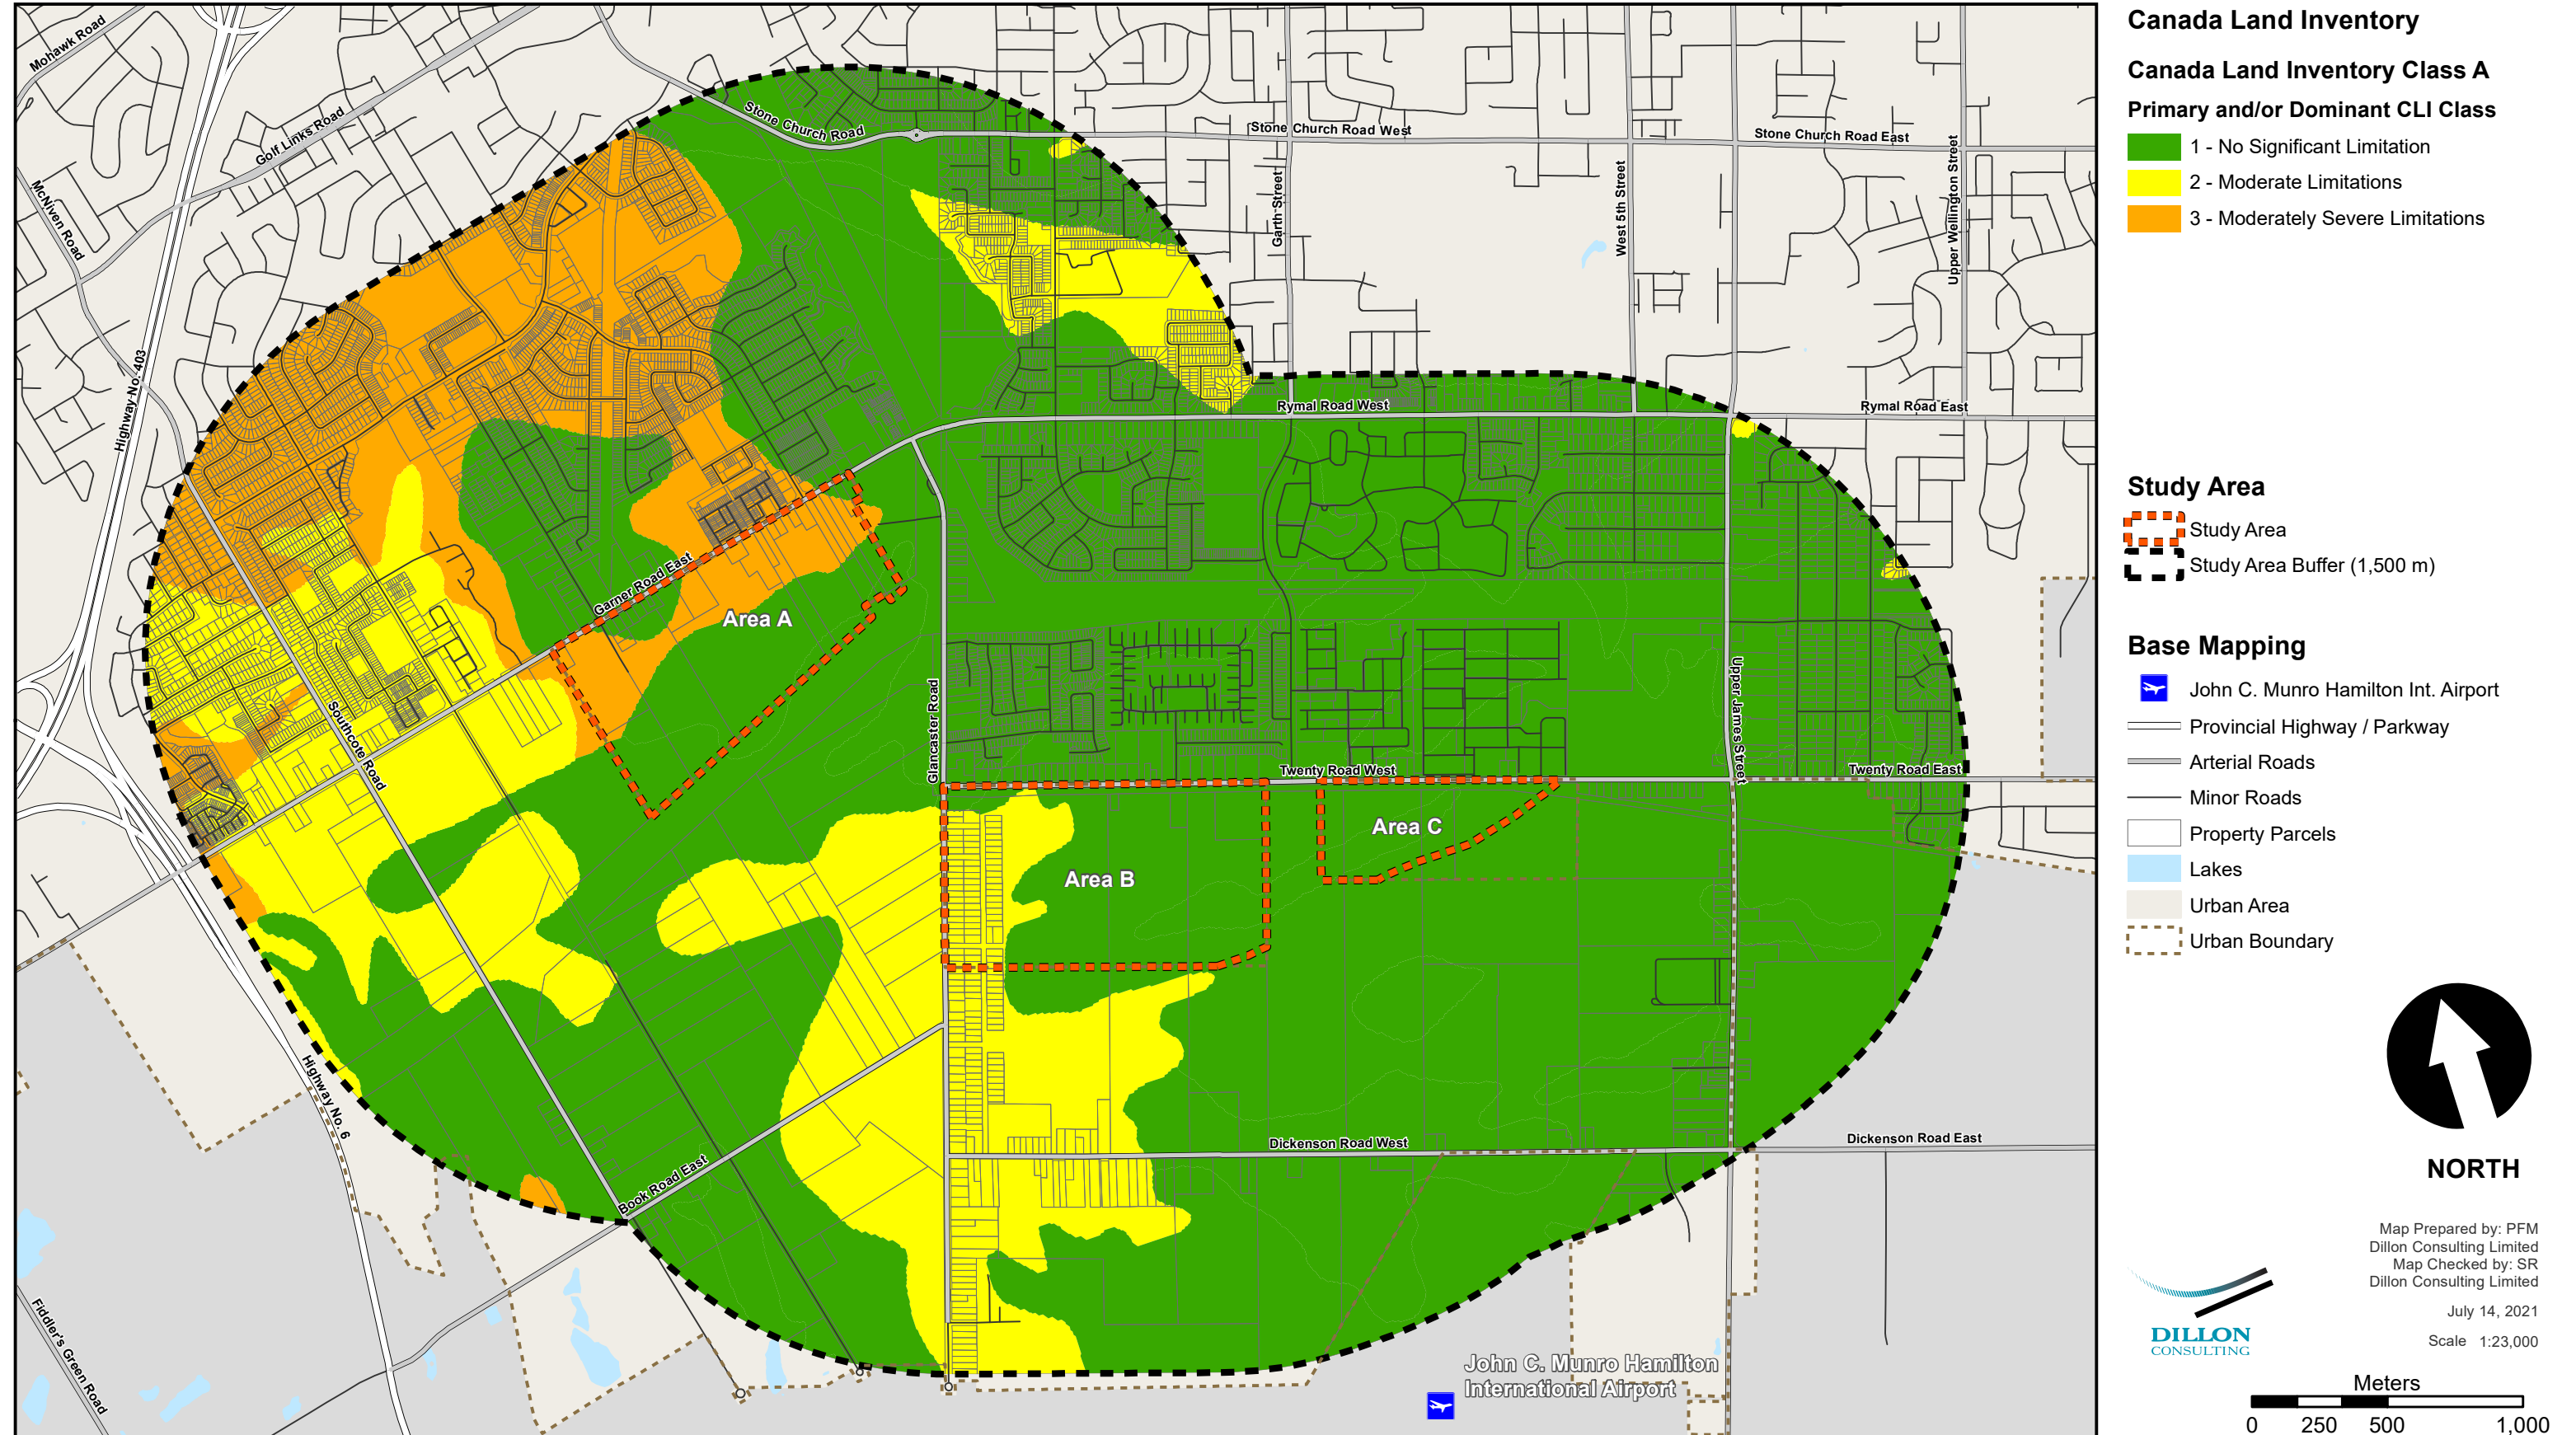 Mohawk Road
Golf Links Road
McNiven Road
Highway No. 403
Stone Church Road
Stone Church Road West
Stone Church Road East
Garth Street
West 5th Street
Upper Wellington Street
Rymal Road West
Rymal Road East
Garner Road East
Area A
Southcote Road
Glancaster Road
Upper James Street
Twenty Road West
Twenty Road East
Area B
Area C
Highway No. 6
Book Road East
Dickenson Road West
Dickenson Road East
Fiddler's Green Road
John C. Munro Hamilton
International Airport
Canada Land Inventory
Canada Land Inventory Class A
Primary and/or Dominant CLI Class
1 - No Significant Limitation
2 - Moderate Limitations
3 - Moderately Severe Limitations
Study Area
Study Area
Study Area Buffer (1,500 m)
Base Mapping
John C. Munro Hamilton Int. Airport
Provincial Highway / Parkway
Arterial Roads
Minor Roads
Property Parcels
Lakes
Urban Area
Urban Boundary
NORTH
Map Prepared by: PFM
Dillon Consulting Limited
Map Checked by: SR
Dillon Consulting Limited
July 14, 2021
Scale 1:23,000
DILLON
CONSULTING
Meters
0 250 500 1,000